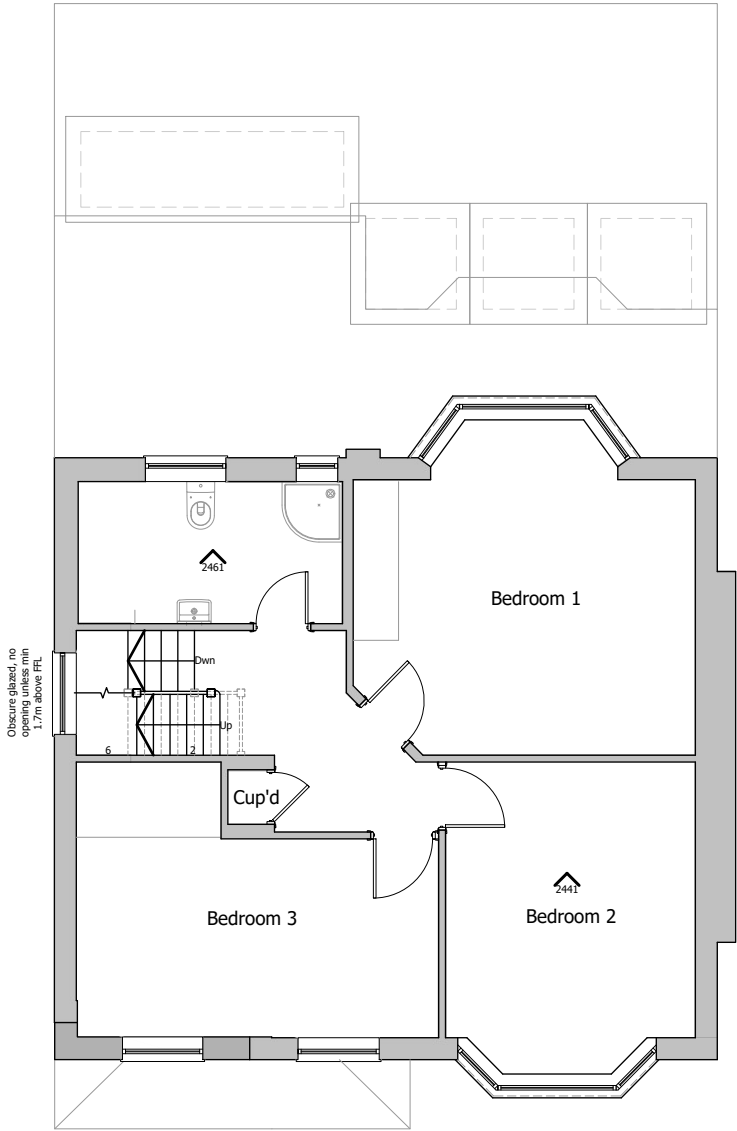 2461
Bedroom 1
Obscure glazed, no
opening unless min
1.7m above FFL
Dwn
Up
6
2
Cup'd
2441
Bedroom 3
Bedroom 2